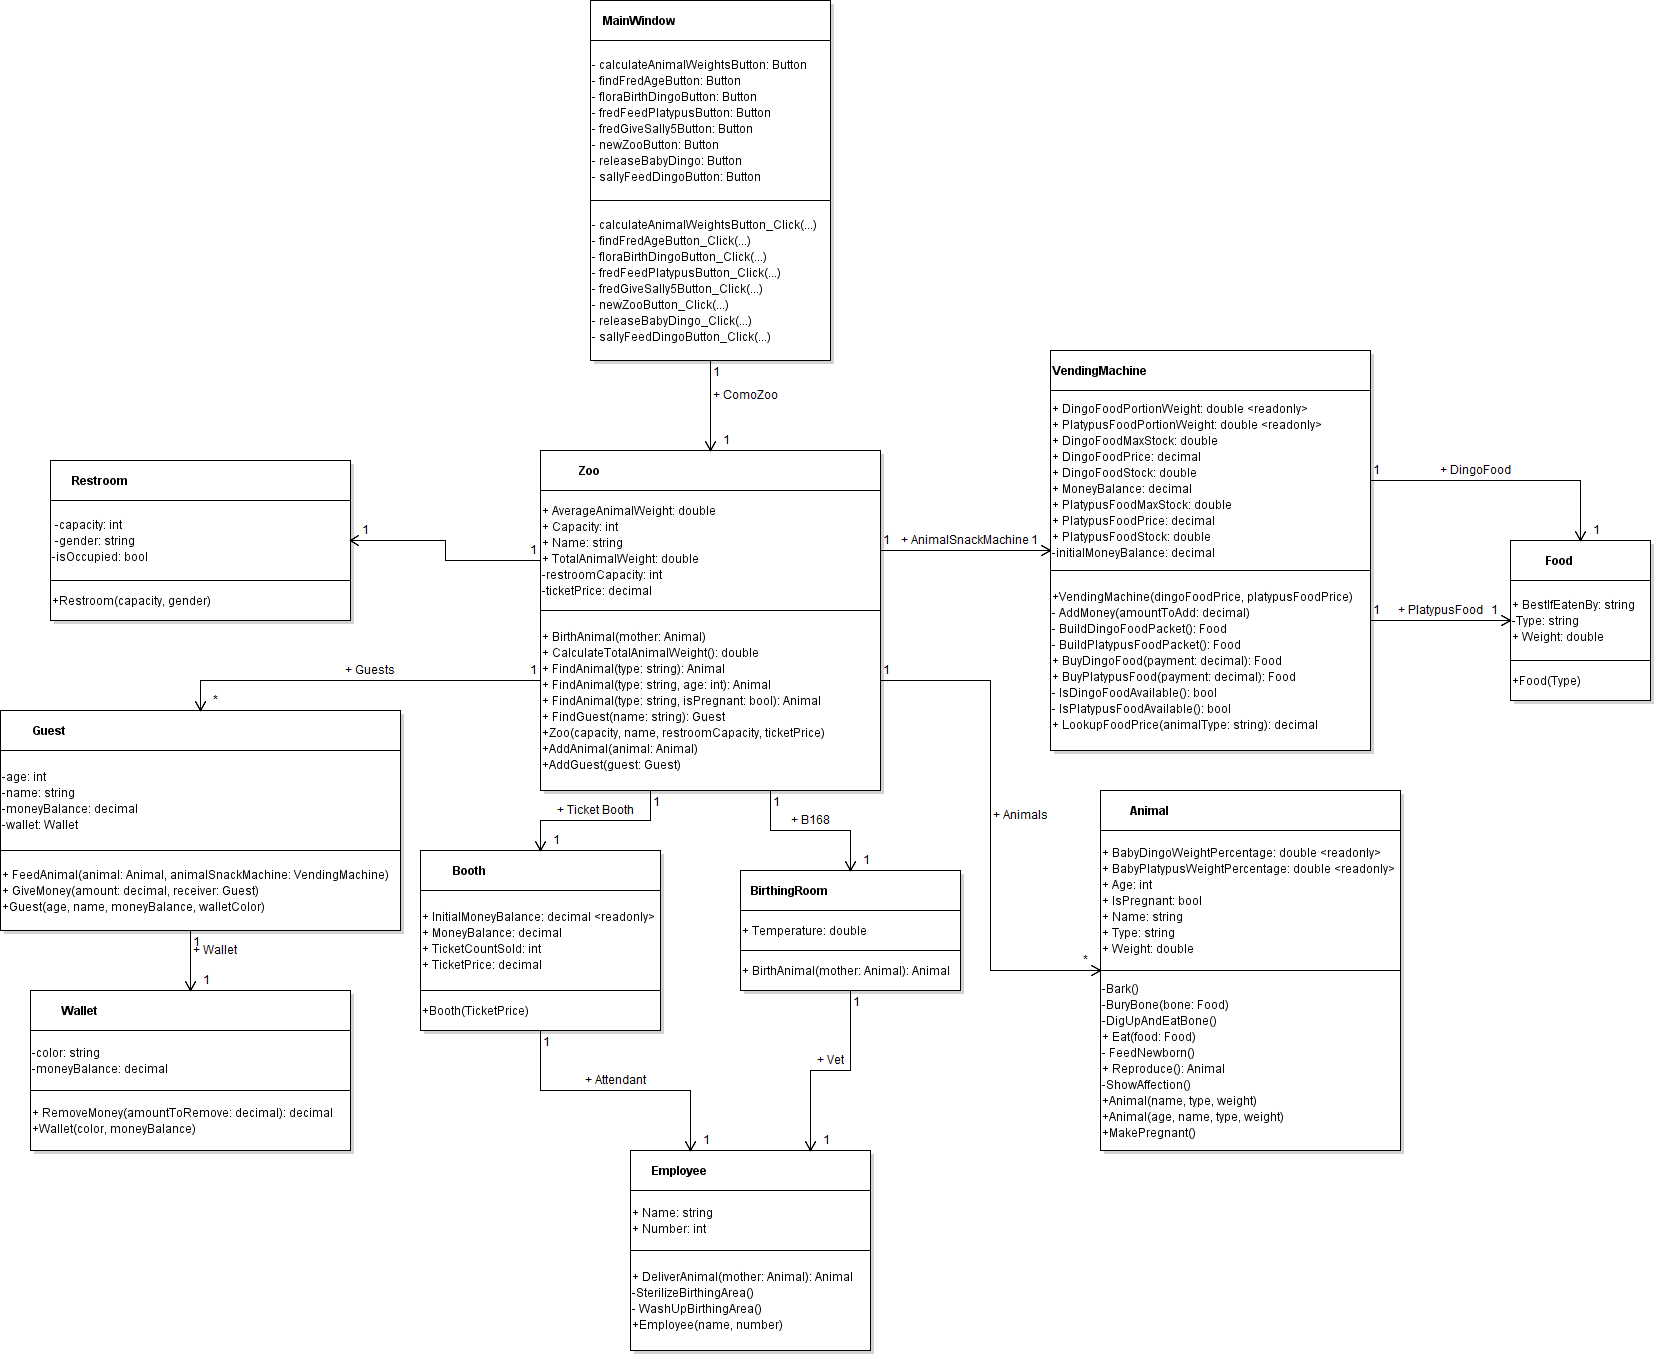 MainWindow
- calculateAnimalWeightsButton: Button
- findFredAgeButton: Button
- floraBirthDingoButton: Button
- fredFeedPlatypusButton: Button
- fredGiveSally5Button: Button
- newZooButton: Button
- releaseBabyDingo: Button
- sallyFeedDingoButton: Button
- calculateAnimalWeightsButton_Click(...)
- findFredAgeButton_Click(...)
- floraBirthDingoButton_Click(...)
- fredFeedPlatypusButton_Click(...)
- fredGiveSally5Button_Click(...)
- newZooButton_Click(...)
- releaseBabyDingo_Click(...)
- sallyFeedDingoButton_Click(...)
1
+ ComoZoo
1
Zoo
+ AverageAnimalWeight: double
+ Capacity: int
+ Name: string
+ TotalAnimalWeight: double
-restroomCapacity: int
-ticketPrice: decimal
+ BirthAnimal(mother: Animal)
+ CalculateTotalAnimalWeight(): double
+ FindAnimal(type: string): Animal
+ FindAnimal(type: string, age: int): Animal
+ FindAnimal(type: string, isPregnant: bool): Animal
+ FindGuest(name: string): Guest
+Zoo(capacity, name, restroomCapacity, ticketPrice)
+AddAnimal(animal: Animal)
+AddGuest(guest: Guest)
1
1
Restroom
-capacity: int
-gender: string
-isOccupied: bool
+Restroom(capacity, gender)
1 + AnimalSnackMachine 1
VendingMachine
+ DingoFoodPortionWeight: double <readonly>
+ PlatypusFoodPortionWeight: double <readonly>
+ DingoFoodMaxStock: double
+ DingoFoodPrice: decimal
+ DingoFoodStock: double
+ MoneyBalance: decimal
+ PlatypusFoodMaxStock: double
+ PlatypusFoodPrice: decimal
+ PlatypusFoodStock: double
-initialMoneyBalance: decimal
+VendingMachine(dingoFoodPrice, platypusFoodPrice)
- AddMoney(amountToAdd: decimal)
- BuildDingoFoodPacket(): Food
- BuildPlatypusFoodPacket(): Food
+ BuyDingoFood(payment: decimal): Food
+ BuyPlatypusFood(payment: decimal): Food
- IsDingoFoodAvailable(): bool
- IsPlatypusFoodAvailable(): bool
+ LookupFoodPrice(animalType: string): decimal
1 + DingoFood
1
1 + PlatypusFood 1
Food
+ BestIfEatenBy: string
-Type: string
+ Weight: double
+Food(Type)
+ Guests 1
*
Guest
-age: int
-name: string
-moneyBalance: decimal
-wallet: Wallet
+ FeedAnimal(animal: Animal, animalSnackMachine: VendingMachine)
+ GiveMoney(amount: decimal, receiver: Guest)
+Guest(age, name, moneyBalance, walletColor)
1
+ Wallet
1
Wallet
-color: string
-moneyBalance: decimal
+ RemoveMoney(amountToRemove: decimal): decimal
+Wallet(color, moneyBalance)
1
+ Ticket Booth
1
Booth
+ InitialMoneyBalance: decimal <readonly>
+ MoneyBalance: decimal
+ TicketCountSold: int
+ TicketPrice: decimal
+Booth(TicketPrice)
1
+ Attendant
1
1
+ B168
1
BirthingRoom
+ Temperature: double
+ BirthAnimal(mother: Animal): Animal
1
+ Vet
1
Employee
+ Name: string
+ Number: int
+ DeliverAnimal(mother: Animal): Animal
-SterilizeBirthingArea()
- WashUpBirthingArea()
+Employee(name, number)
1
+ Animals
*
Animal
+ BabyDingoWeightPercentage: double <readonly>
+ BabyPlatypusWeightPercentage: double <readonly>
+ Age: int
+ IsPregnant: bool
+ Name: string
+ Type: string
+ Weight: double
-Bark()
-BuryBone(bone: Food)
-DigUpAndEatBone()
+ Eat(food: Food)
- FeedNewborn()
+ Reproduce(): Animal
-ShowAffection()
+Animal(name, type, weight)
+Animal(age, name, type, weight)
+MakePregnant()